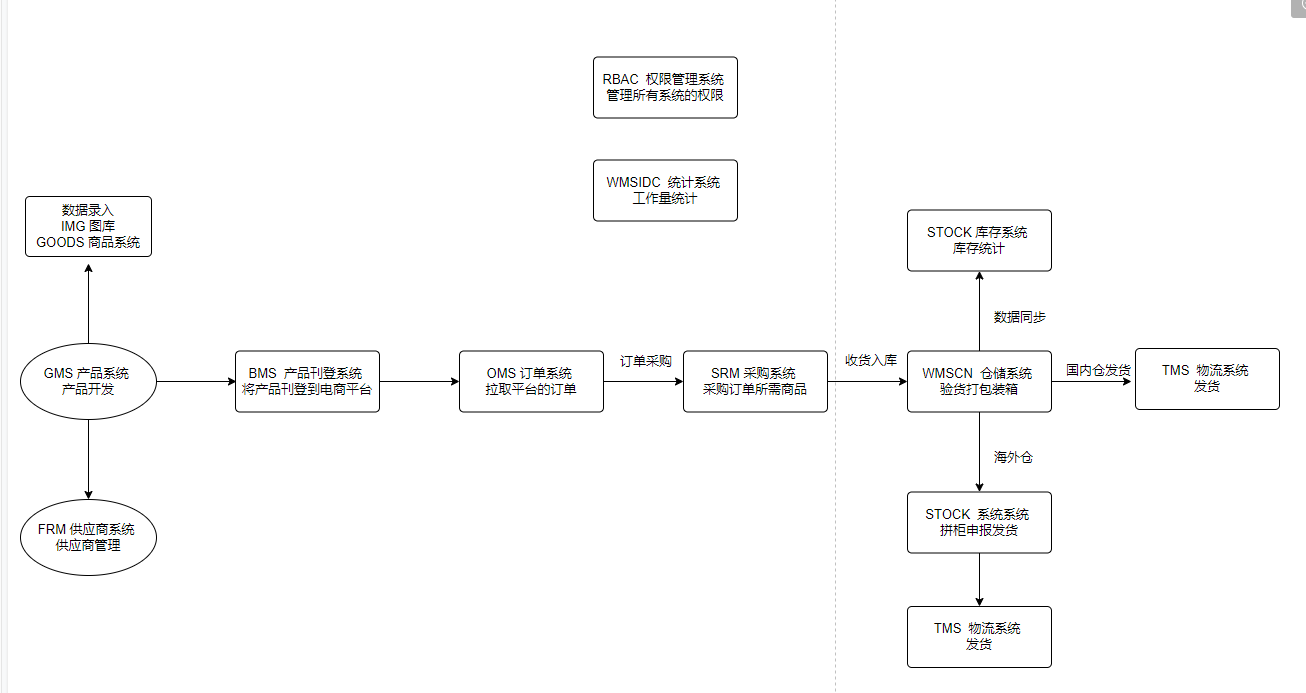 RBAC 权限管理系统
管理所有系统的权限
WMSIDC 统计系统
工作量统计
数据录入
IMG 图库
GOODS 商品系统
STOCK 库存系统
库存统计
数据同步
GMS 产品系统
产品开发
BMS 产品刊登系统
将产品刊登到电商平台
OMS 订单系统
拉取平台的订单
订单采购
SRM 采购系统
采购订单所需商品
收货入库
WMSCN 仓储系统
验货打包装箱
国内仓发货
TMS 物流系统
发货
海外仓
FRM 供应商系统
供应商管理
STOCK 系统系统
拼柜申报发货
TMS 物流系统
发货